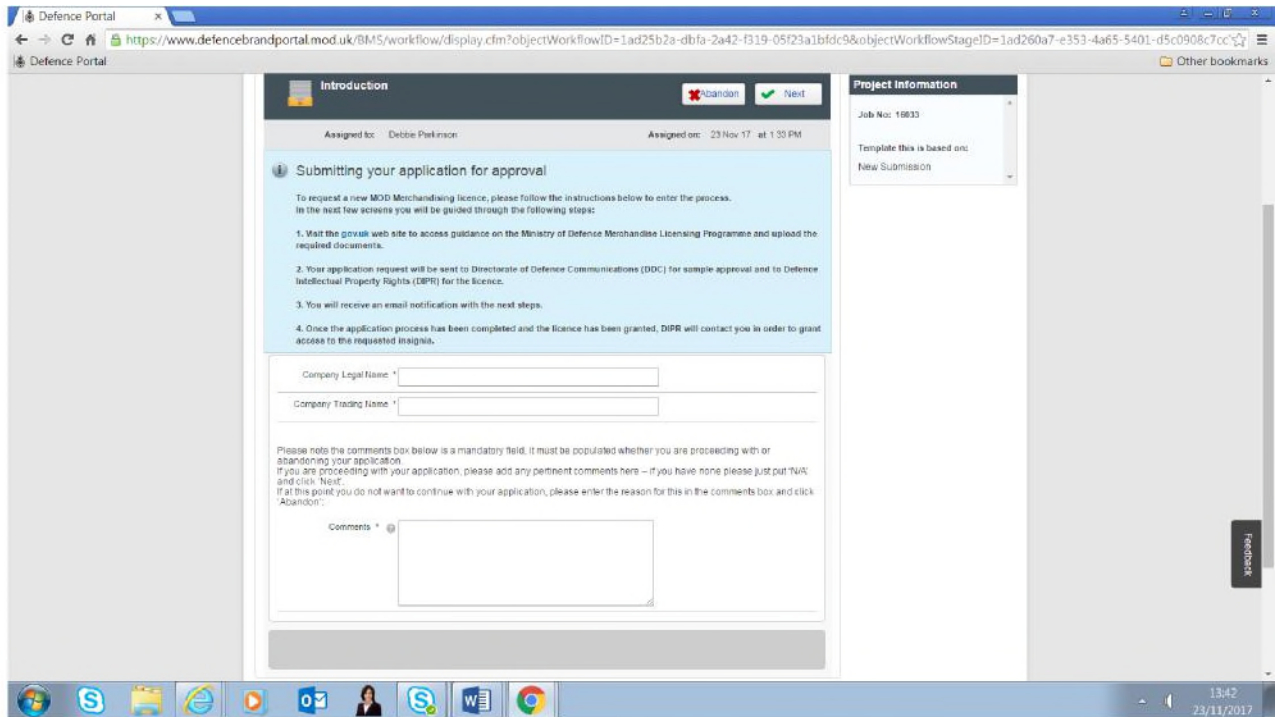 Defence Portal
https://www.defencebrandportal.mod.uk/BMS/workflow/display.cfm?objectWorkflowID=1ad25b2a-dbfa-2a42-f319-05f23a1bfdc9&objectWorkflowStageID=1ad260a7-e353-4a65-5401-d5c0908c7cc
Defence Portal
Other bookmarks
Introduction
Abandon
Next
Assigned to: Debbie Parkinson
Assigned on: 23 Nov 17 at 1:33 PM
Submitting your application for approval
To request a new MOD Merchandising licence, please follow the instructions below to enter the process.
In the next few screens you will be guided through the following steps:
1. Visit the gov.uk web site to access guidance on the Ministry of Defence Merchandise Licensing Programme and upload the
required documents.
2. Your application request will be sent to Directorate of Defence Communications (DDC) for sample approval and to Defence
Intellectual Property Rights (DIPR) for the licence.
3. You will receive an email notification with the next steps.
4. Once the application process has been completed and the licence has been granted, DIPR will contact you in order to grant
access to the requested insignia.
Company Legal Name *
Company Trading Name *
Please note the comments box below is a mandatory field, it must be populated whether you are proceeding with or
abandoning your application.
If you are proceeding with your application, please add any pertinent comments here – if you have none please just put 'N/A'
and click 'Next'.
If at this point you do not want to continue with your application, please enter the reason for this in the comments box and click
'Abandon'.
Comments *
Project Information
Job No: 16633
Template this is based on:
New Submission
Feedback
13:42
23/11/2017